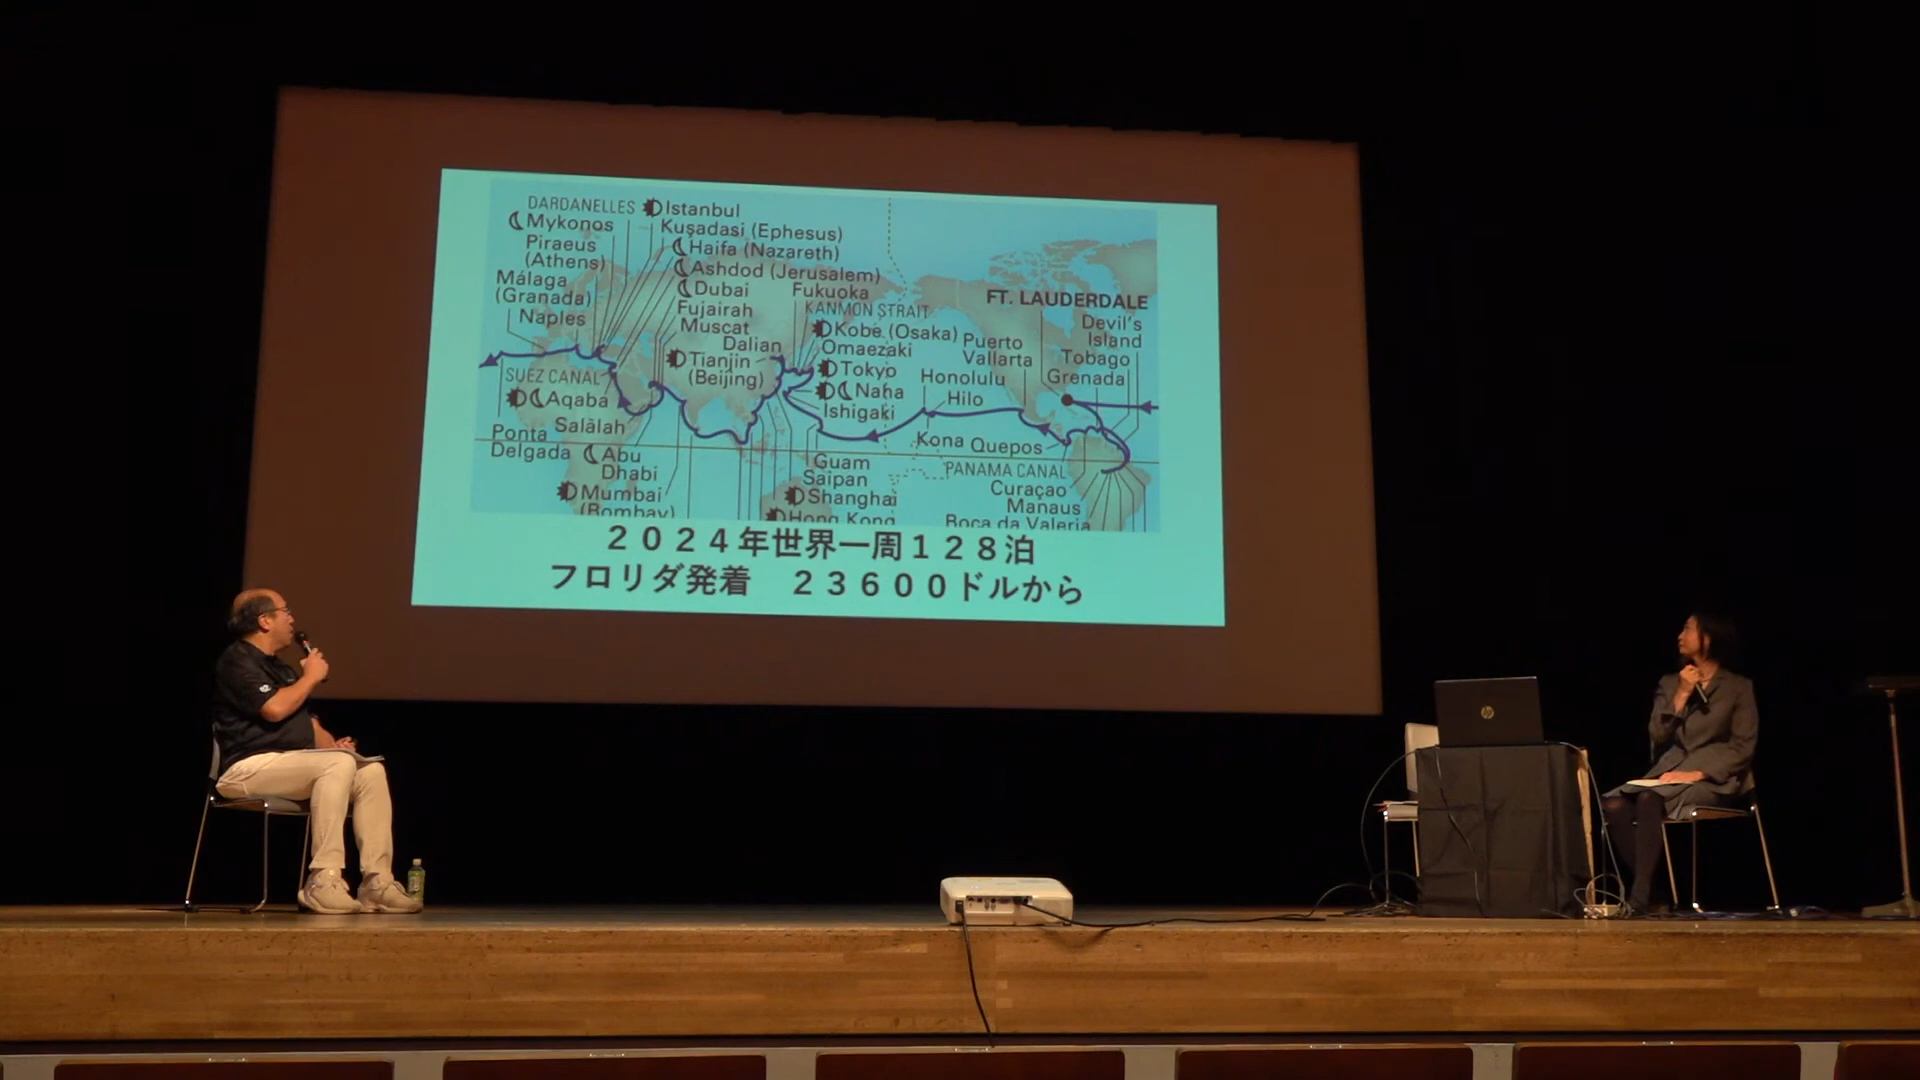 DARDANELLES
Istanbul
Mykonos
Kuşadasi (Ephesus)
Piraeus
(Athens)
Haifa (Nazareth)
Ashdod (Jerusalem)
Málaga
(Granada)
Dubai
Fukuoka
Naples
Fujairah
KANMON STRAIT
FT. LAUDERDALE
Muscat
Kobe (Osaka)
Devil's
Island
Dalian
Omaezaki
Puerto
Vallarta
Tobago
Tianjin
(Beijing)
Tokyo
Honolulu
Grenada
SUEZ CANAL
Naha
Hilo
Aqaba
Ishigaki
Salālah
Ponta
Delgada
Kona
Quepos
Abu
Dhabi
Guam
PANAMA CANAL
Saipan
Curaçao
Mumbai
(Bombay)
Shanghai
Manaus
Hong Kong
Boca da Valeria
2024年世界一周128泊
フロリダ発着 23600ドルから
hp